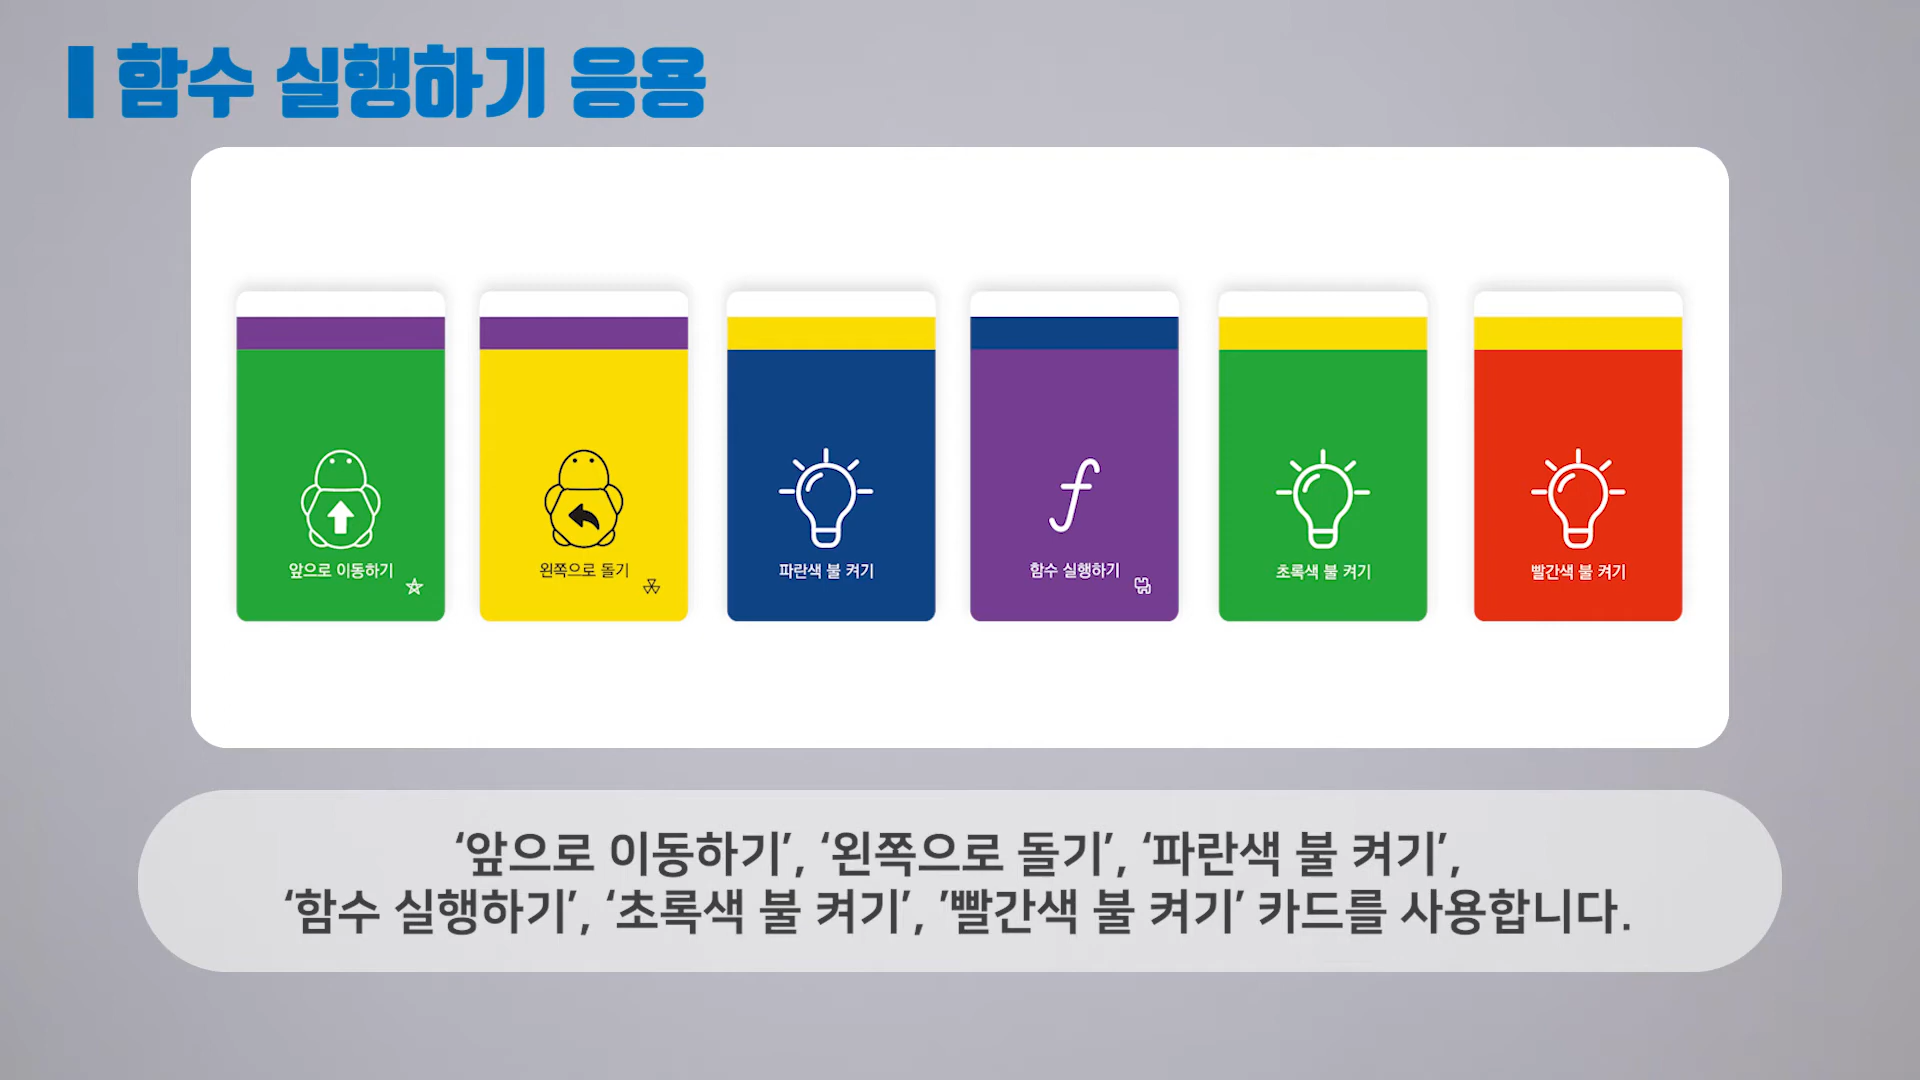 함수 실행하기 응용
앞으로 이동하기
왼쪽으로 돌기
파란색 불 켜기
f
함수 실행하기
초록색 불 켜기
빨간색 불 켜기
‘앞으로 이동하기’, ‘왼쪽으로 돌기’, ‘파란색 불 켜기’,
‘함수 실행하기’, ‘초록색 불 켜기’, ’빨간색 불 켜기’ 카드를 사용합니다.